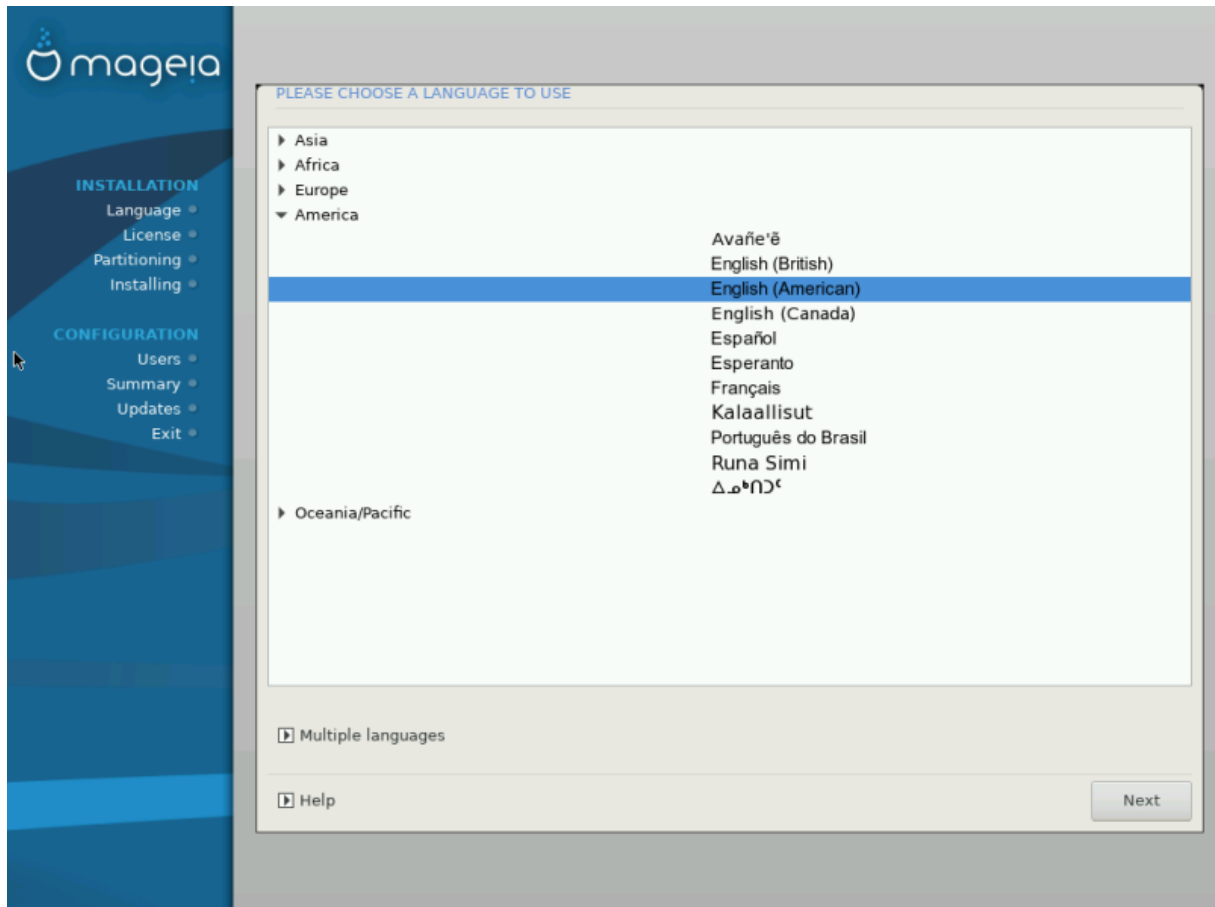 mageia
INSTALLATION
Language
License
Partitioning
Installing
CONFIGURATION
Users
Summary
Updates
Exit
PLEASE CHOOSE A LANGUAGE TO USE
Asia
Africa
Europe
America
Avañe'ẽ
English (British)
English (American)
English (Canada)
Español
Esperanto
Français
Kalaallisut
Português do Brasil
Runa Simi
ᐃᓄᒃᑎᑐᑦ
Oceania/Pacific
Multiple languages
Help
Next